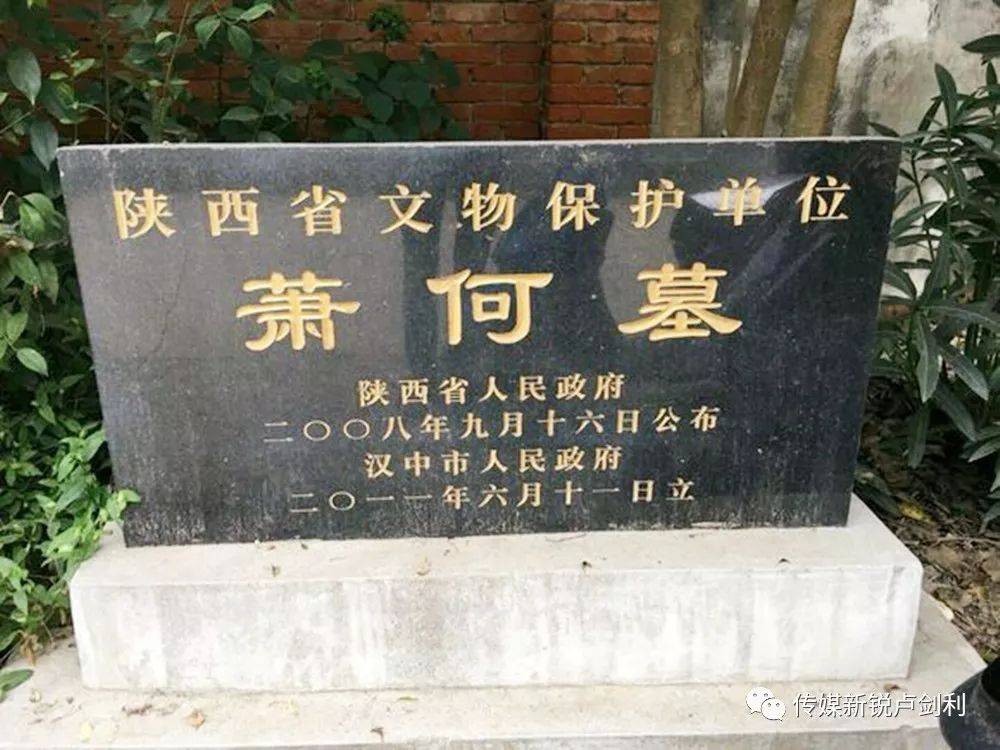 陕西省文物保护单位
萧何墓
陕西省人民政府
二〇〇八年九月十六日公布
汉中市人民政府
二〇一一年六月十一日立
传媒新锐卢剑利